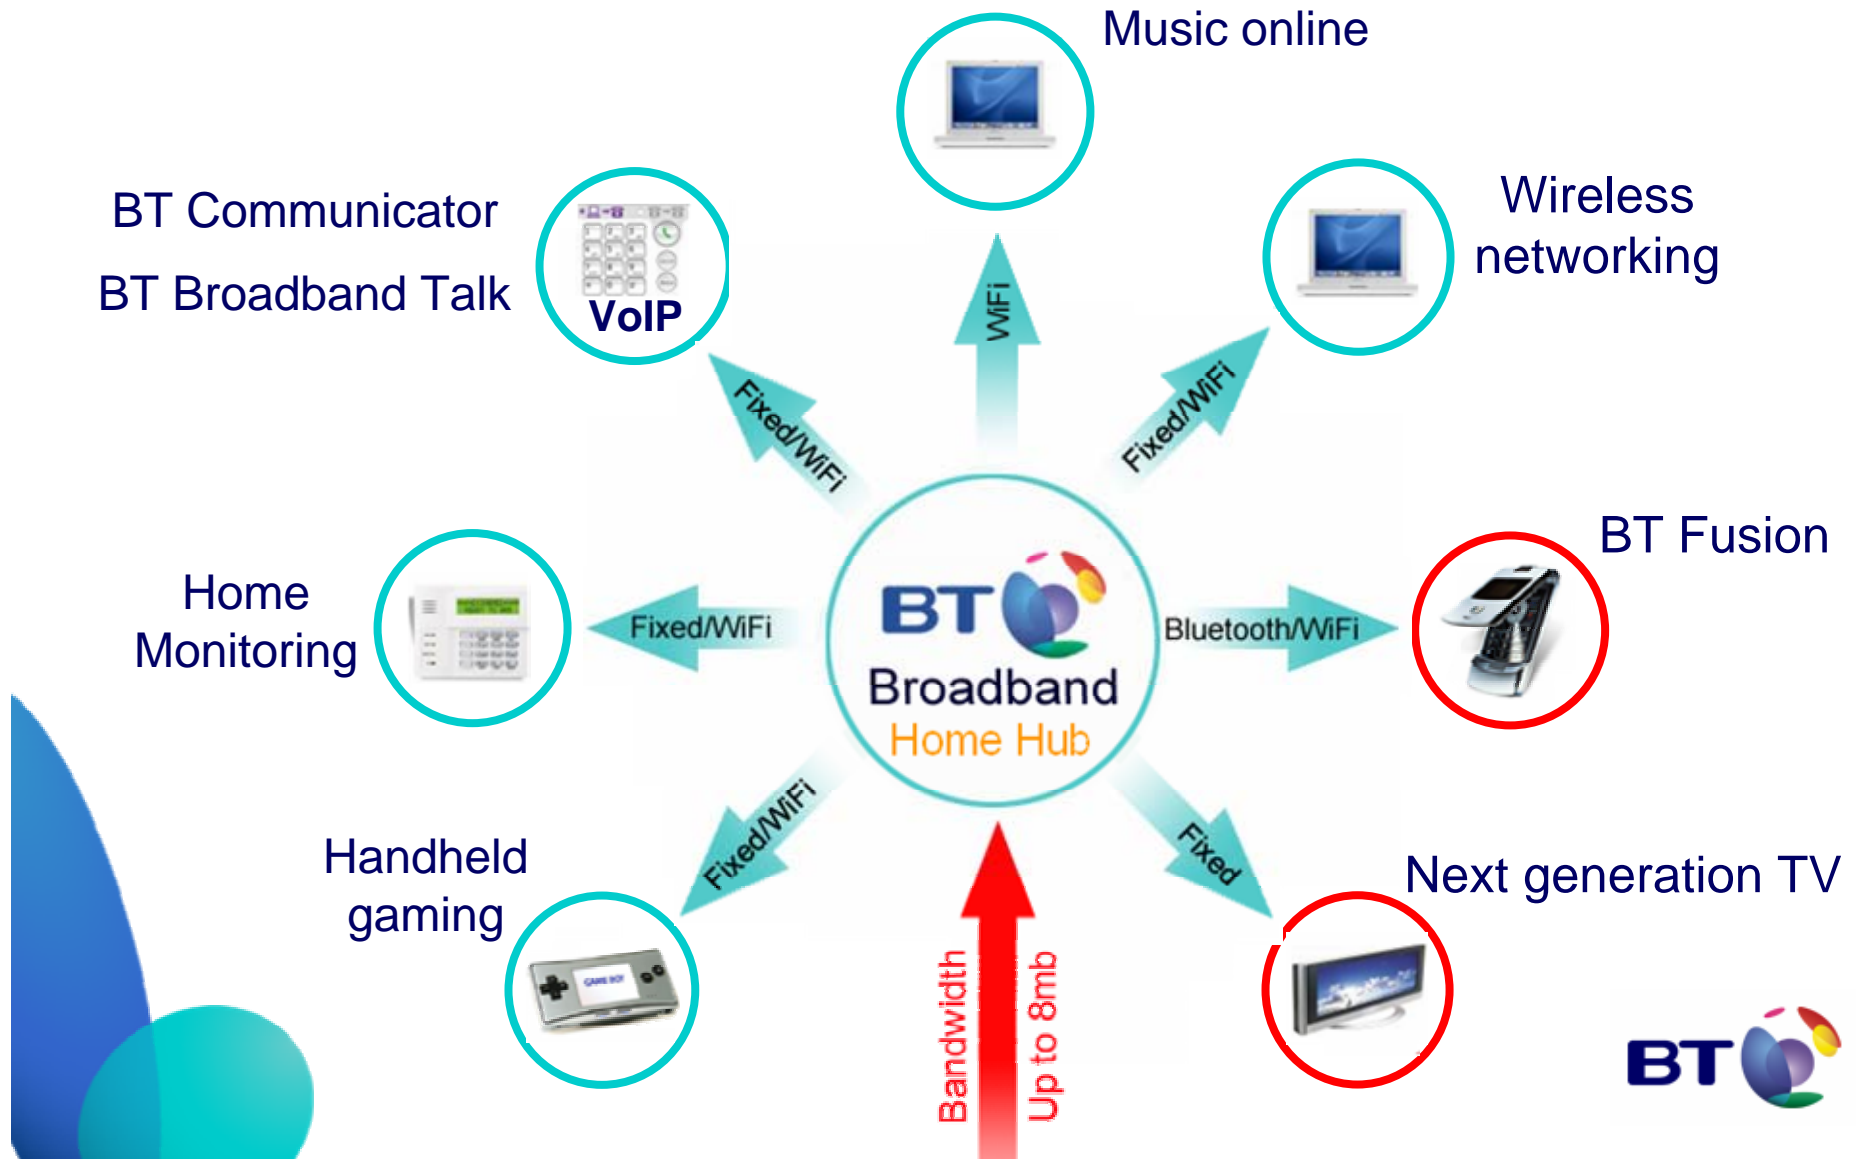 Music online
BT Communicator
BT Broadband Talk
VoIP
Wireless
networking
WiFi
Fixed/WiFi
Fixed/WiFi
Home
Monitoring
Fixed/WiFi
BT
Broadband
Home Hub
Bluetooth/WiFi
BT Fusion
Handheld
gaming
Fixed/WiFi
GAME BOY
Bandwidth
Up to 8mb
Fixed
Next generation TV
BT